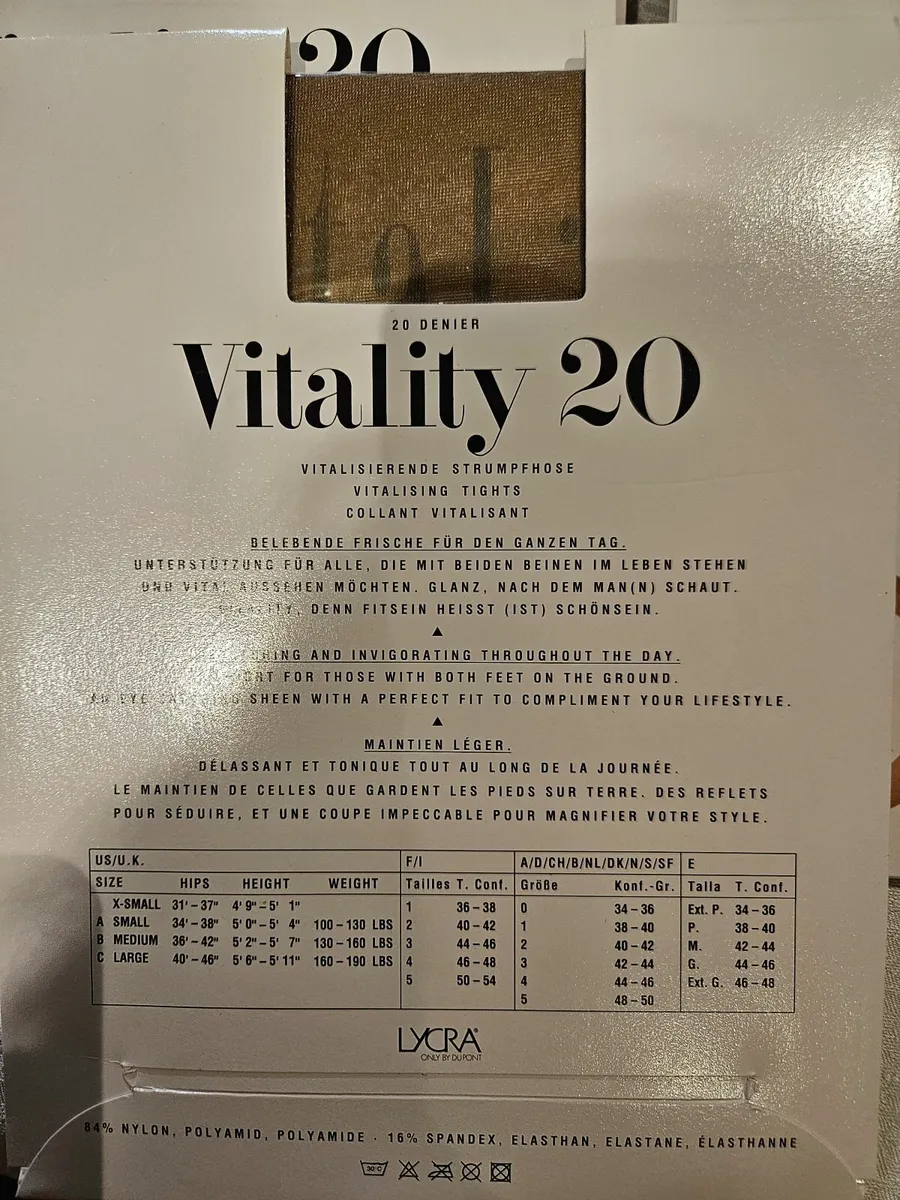 20
20 DENIER
Vitality 20
VITALISIERENDE STRUMPFHOSE
VITALISING TIGHTS
COLLANT VITALISANT
BELEBENDE FRISCHE FÜR DEN GANZEN TAG.
UNTERSTÜTZUNG FÜR ALLE, DIE MIT BEIDEN BEINEN IM LEBEN STEHEN
UND VITAL AUSSEHEN MÖCHTEN. GLANZ, NACH DEM MAN(N) SCHAUT.
VITALITY, DENN FITSEIN HEISST (IST) SCHÖNSEIN.
AND INVIGORATING THROUGHOUT THE DAY.
FOR THOSE WITH BOTH FEET ON THE GROUND.
SHEEN WITH A PERFECT FIT TO COMPLIMENT YOUR LIFESTYLE.
MAINTIEN LÉGER.
DÉLASSANT ET TONIQUE TOUT AU LONG DE LA JOURNÉE.
LE MAINTIEN DE CELLES QUE GARDENT LES PIEDS SUR TERRE. DES REFLETS
POUR SÉDUIRE, ET UNE COUPE IMPECCABLE POUR MAGNIFIER VOTRE STYLE.
US/U.K. F/I A/D/CH/B/NL/DK/N/S/SF E
SIZE HIPS HEIGHT WEIGHT Tailles T. Conf. Größe Konf.-Gr. Talla T. Conf.
X-SMALL 31'–37" 4' 9"–5' 1" 1 36–38 0 34–36 Ext. P. 34–36
A SMALL 34'–38" 5' 0"–5' 4" 100–130 LBS 2 40–42 1 38–40 P. 38–40
B MEDIUM 36'–42" 5' 2"–5' 7" 130–160 LBS 3 44–46 2 40–42 M. 42–44
C LARGE 40'–46" 5' 6"–5' 11" 160–190 LBS 4 46–48 3 42–44 G. 44–46
5 50–54 4 44–46 Ext. G. 46–48
5 48–50
LYCRA®
ONLY BY DU PONT
84% NYLON, POLYAMID, POLYAMIDE · 16% SPANDEX, ELASTHAN, ELASTANE, ÉLASTHANNE
30°C